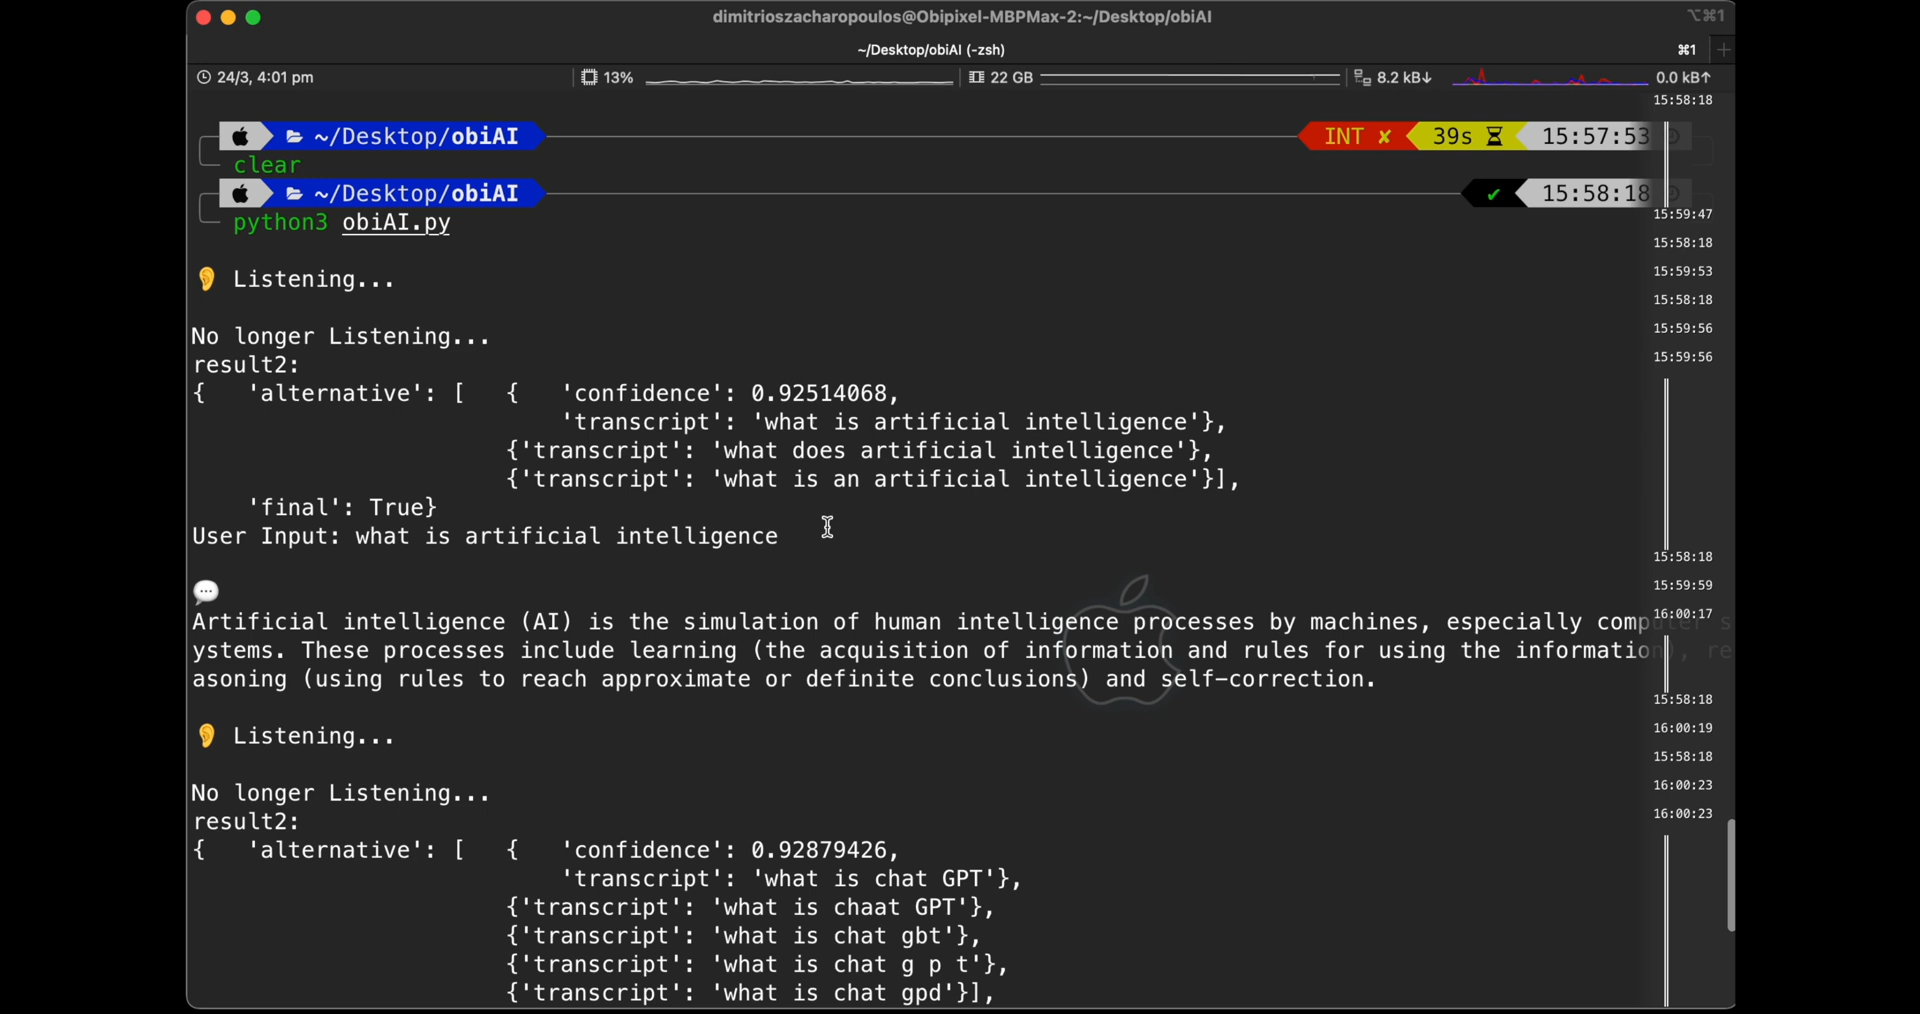 dimitrioszacharopoulos@Obipixel-MBPMax-2:~/Desktop/obiAI
⌥⌘1
~/Desktop/obiAI (-zsh)
⌘1
24/3, 4:01 pm 13% 22 GB 8.2 kB↓ 0.0 kB↑
15:58:18
~/Desktop/obiAI INT ✘ 39s 15:57:53
clear
~/Desktop/obiAI ✔ 15:58:18
python3 obiAI.py
15:59:47
15:58:18
👂 Listening...
15:59:53
15:58:18
No longer Listening...
15:59:56
result2:
15:59:56
{   'alternative': [   {   'confidence': 0.92514068,
'transcript': 'what is artificial intelligence'},
{'transcript': 'what does artificial intelligence'},
{'transcript': 'what is an artificial intelligence'}],
'final': True}
User Input: what is artificial intelligence
15:58:18
💬
15:59:59
Artificial intelligence (AI) is the simulation of human intelligence processes by machines, especially computer s
16:00:17
ystems. These processes include learning (the acquisition of information and rules for using the information), re
asoning (using rules to reach approximate or definite conclusions) and self-correction.
15:58:18
👂 Listening...
16:00:19
15:58:18
No longer Listening...
16:00:23
result2:
16:00:23
{   'alternative': [   {   'confidence': 0.92879426,
'transcript': 'what is chat GPT'},
{'transcript': 'what is chaat GPT'},
{'transcript': 'what is chat gbt'},
{'transcript': 'what is chat g p t'},
{'transcript': 'what is chat gpd'}],